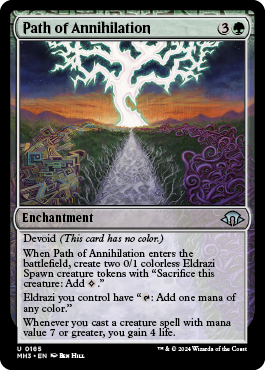 Path of Annihilation 3
Enchantment
Devoid (This card has no color.)
When Path of Annihilation enters the
battlefield, create two 0/1 colorless Eldrazi
Spawn creature tokens with “Sacrifice this
creature: Add ◇.”
Eldrazi you control have “T: Add one mana of
any color.”
Whenever you cast a creature spell with mana
value 7 or greater, you gain 4 life.
U 0165
MH3 • EN Ben Hill
™ & © 2024 Wizards of the Coast